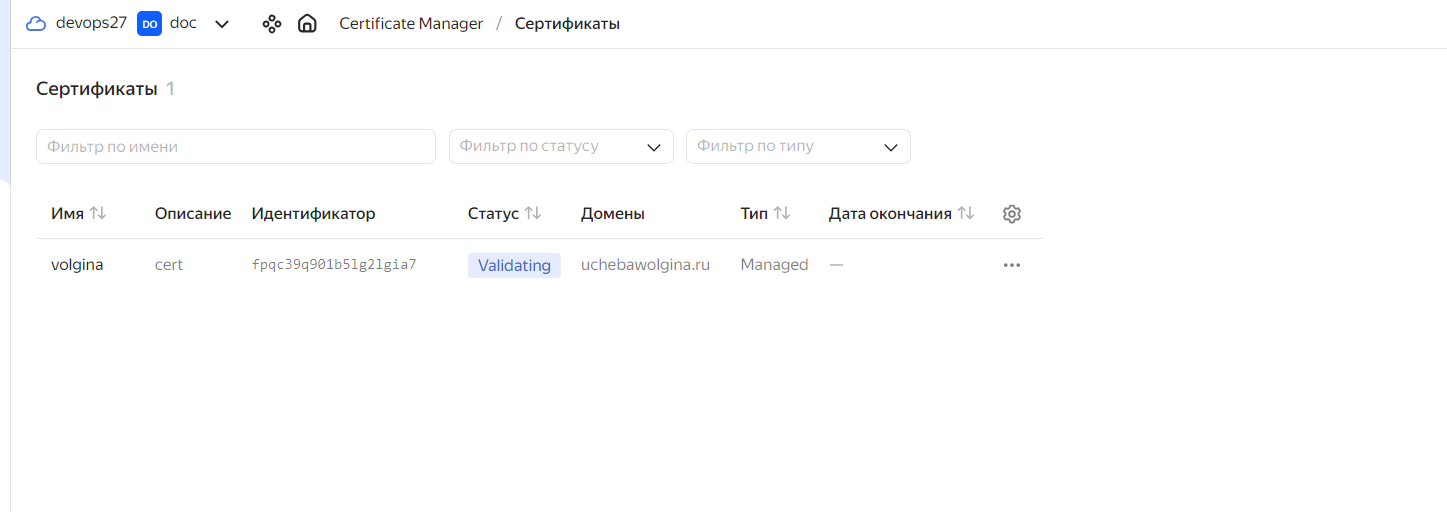 devops27 DO doc Certificate Manager / Сертификаты
Сертификаты 1
Фильтр по имени Фильтр по статусу Фильтр по типу
Имя Описание Идентификатор Статус Домены Тип Дата окончания
volgina cert fpqc39q901b5lg2lgia7 Validating uchebawolgina.ru Managed —